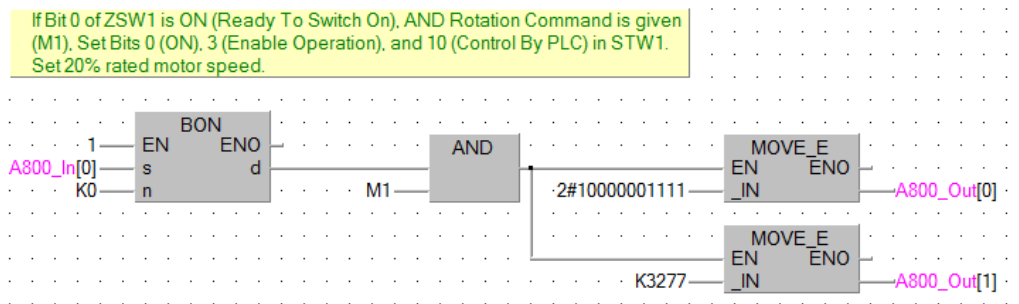 If Bit 0 of ZSW1 is ON (Ready To Switch On), AND Rotation Command is given
(M1), Set Bits 0 (ON), 3 (Enable Operation), and 10 (Control By PLC) in STW1.
Set 20% rated motor speed.
BON
1 EN ENO
A800_In[0] s d
K0 n
AND
M1
MOVE_E
EN ENO
2#10000001111 _IN A800_Out[0]
MOVE_E
EN ENO
K3277 _IN A800_Out[1]